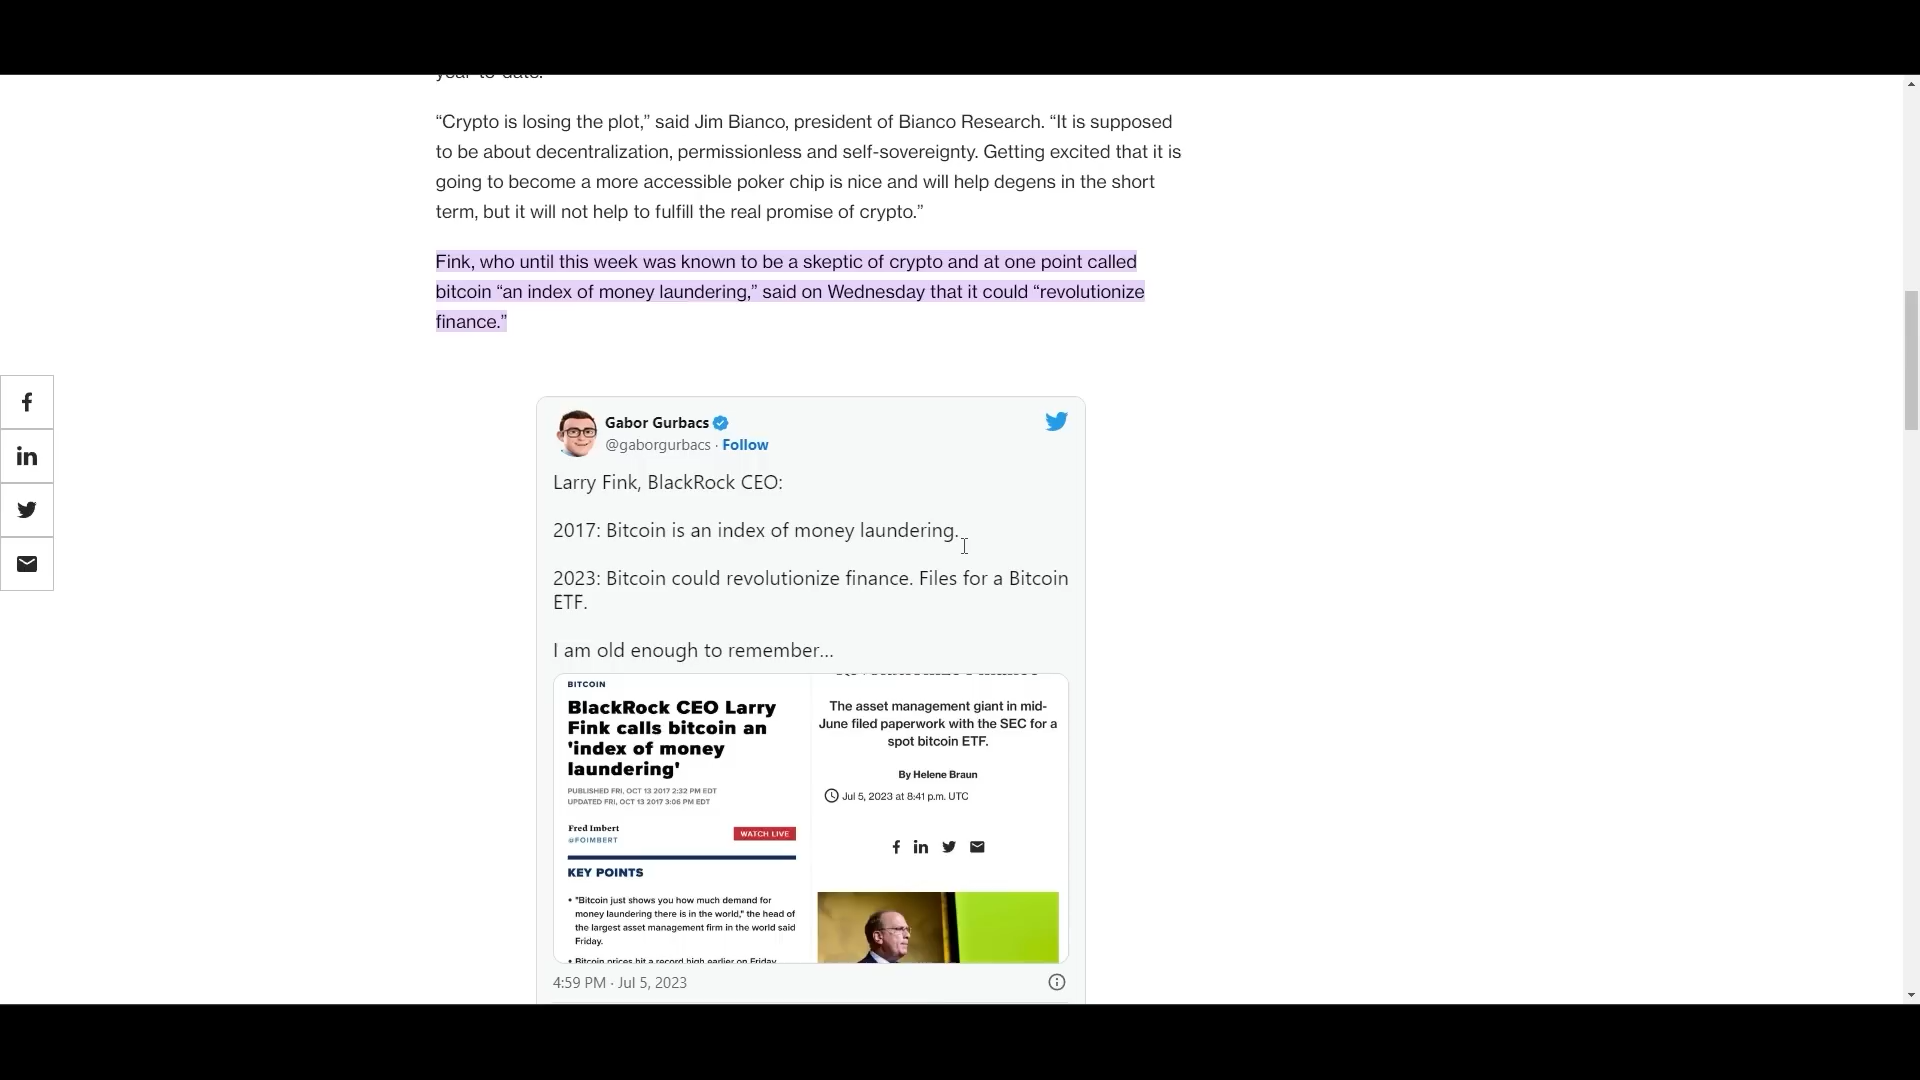 year-to-date.
“Crypto is losing the plot,” said Jim Bianco, president of Bianco Research. “It is supposed
to be about decentralization, permissionless and self-sovereignty. Getting excited that it is
going to become a more accessible poker chip is nice and will help degens in the short
term, but it will not help to fulfill the real promise of crypto.”
Fink, who until this week was known to be a skeptic of crypto and at one point called
bitcoin “an index of money laundering,” said on Wednesday that it could “revolutionize
finance.”
Gabor Gurbacs
@gaborgurbacs · Follow
Larry Fink, BlackRock CEO:
2017: Bitcoin is an index of money laundering.
2023: Bitcoin could revolutionize finance. Files for a Bitcoin
ETF.
I am old enough to remember...
BITCOIN
BlackRock CEO Larry
Fink calls bitcoin an
'index of money
laundering'
PUBLISHED FRI, OCT 13 2017 2:32 PM EDT
UPDATED FRI, OCT 13 2017 3:06 PM EDT
Fred Imbert
@FOIMBERT
WATCH LIVE
KEY POINTS
• "Bitcoin just shows you how much demand for
money laundering there is in the world," the head of
the largest asset management firm in the world said
Friday.
• Bitcoin prices hit a record high earlier on Friday
The asset management giant in mid-
June filed paperwork with the SEC for a
spot bitcoin ETF.
By Helene Braun
Jul 5, 2023 at 8:41 p.m. UTC
4:59 PM · Jul 5, 2023